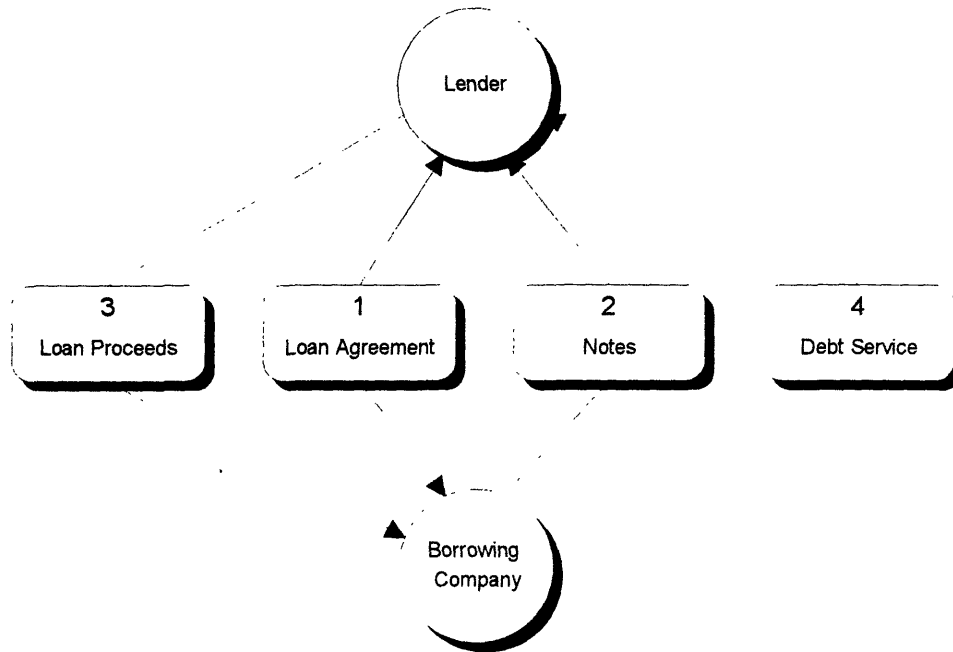 Lender
3
Loan Proceeds
1
Loan Agreement
2
Notes
4
Debt Service
Borrowing
Company